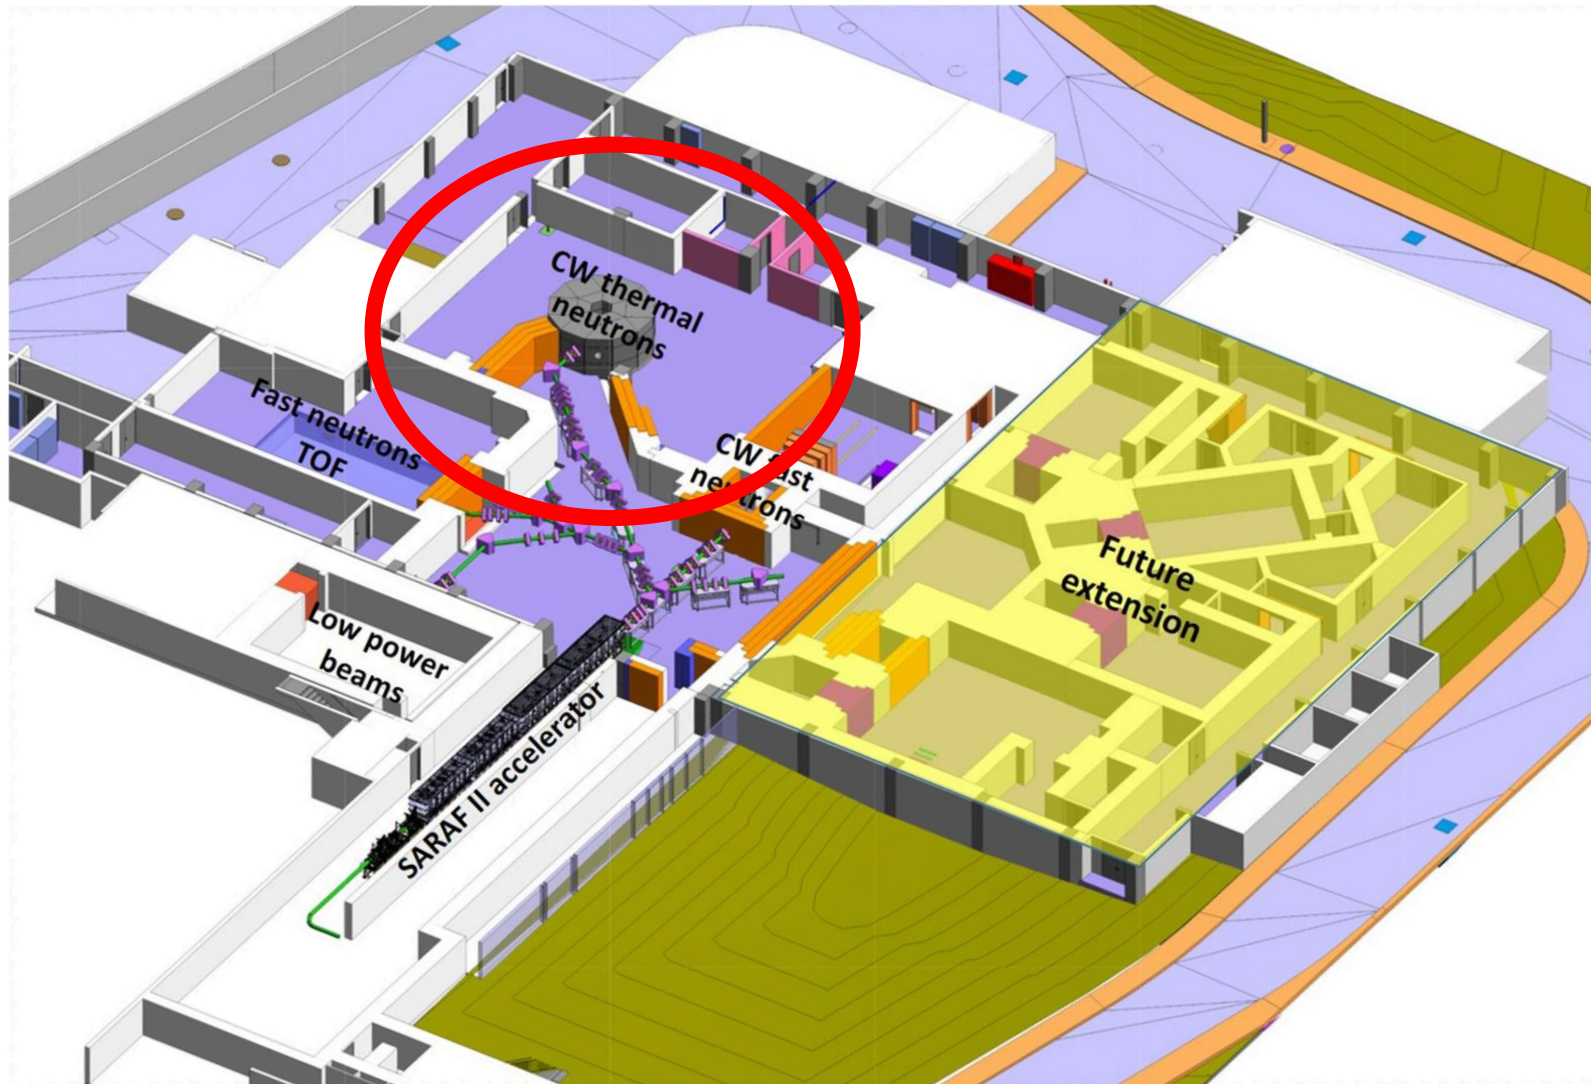 CW thermal
neutrons
Fast neutrons
TOF
CW fast
neutrons
Future
extension
Low power
beams
SARAF II accelerator